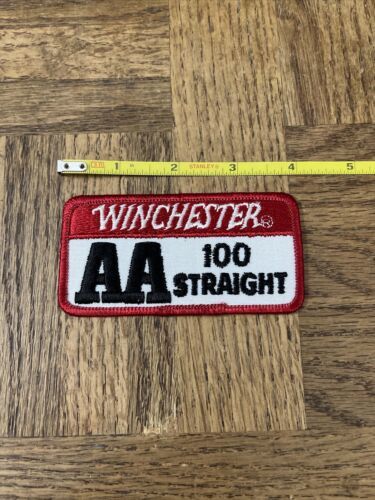 1 2 STANLEY 3 4 5
WINCHESTER®
AA 100
STRAIGHT